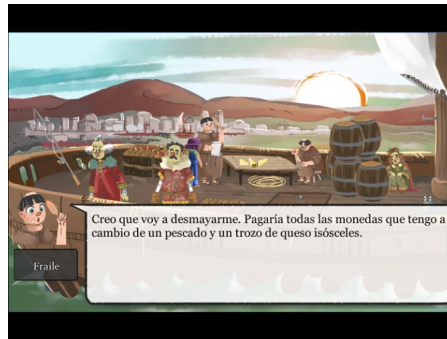 Creo que voy a desmayarme. Pagaría todas las monedas que tengo a
cambio de un pescado y un trozo de queso isósceles.
Fraile